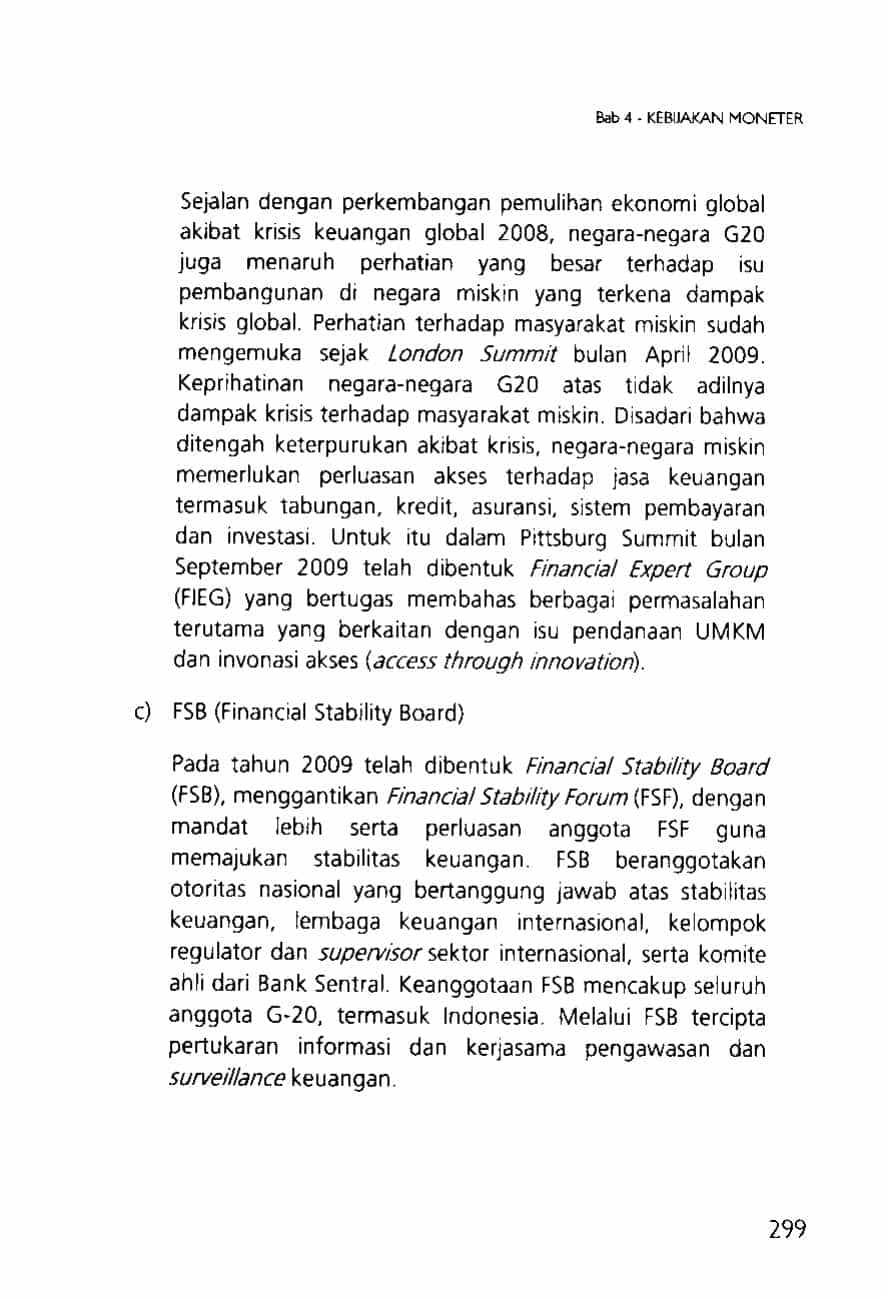 Bab 4 - KEBIJAKAN MONETER
Sejalan dengan perkembangan pemulihan ekonomi global
akibat krisis keuangan global 2008, negara-negara G20
juga menaruh perhatian yang besar terhadap isu
pembangunan di negara miskin yang terkena dampak
krisis global. Perhatian terhadap masyarakat miskin sudah
mengemuka sejak London Summit bulan April 2009.
Keprihatinan negara-negara G20 atas tidak adilnya
dampak krisis terhadap masyarakat miskin. Disadari bahwa
ditengah keterpurukan akibat krisis, negara-negara miskin
memerlukan perluasan akses terhadap jasa keuangan
termasuk tabungan, kredit, asuransi, sistem pembayaran
dan investasi. Untuk itu dalam Pittsburg Summit bulan
September 2009 telah dibentuk Financial Expert Group
(FIEG) yang bertugas membahas berbagai permasalahan
terutama yang berkaitan dengan isu pendanaan UMKM
dan invonasi akses (access through innovation).
c) FSB (Financial Stability Board)
Pada tahun 2009 telah dibentuk Financial Stability Board
(FSB), menggantikan Financial Stability Forum (FSF), dengan
mandat lebih serta perluasan anggota FSF guna
memajukan stabilitas keuangan. FSB beranggotakan
otoritas nasional yang bertanggung jawab atas stabilitas
keuangan, lembaga keuangan internasional, kelompok
regulator dan supervisor sektor internasional, serta komite
ahli dari Bank Sentral. Keanggotaan FSB mencakup seluruh
anggota G-20, termasuk Indonesia. Melalui FSB tercipta
pertukaran informasi dan kerjasama pengawasan dan
surveillance keuangan.
299